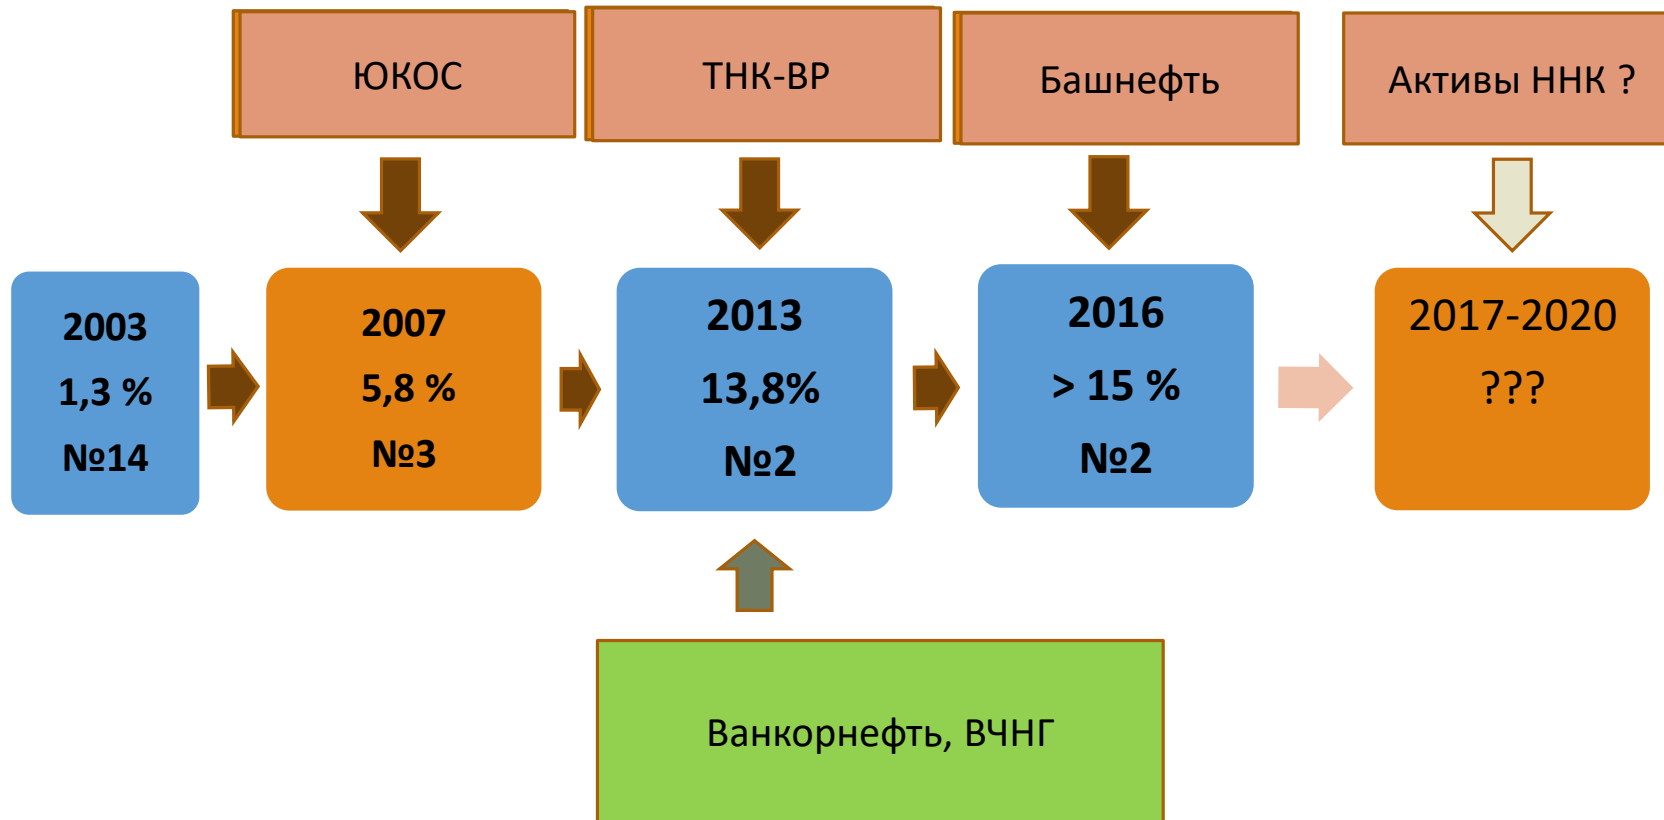 ЮКОС
ТНК-ВР
Башнефть
Активы ННК ?
2003
1,3 %
№14
2007
5,8 %
№3
2013
13,8%
№2
2016
> 15 %
№2
2017-2020
???
Ванкорнефть, ВЧНГ